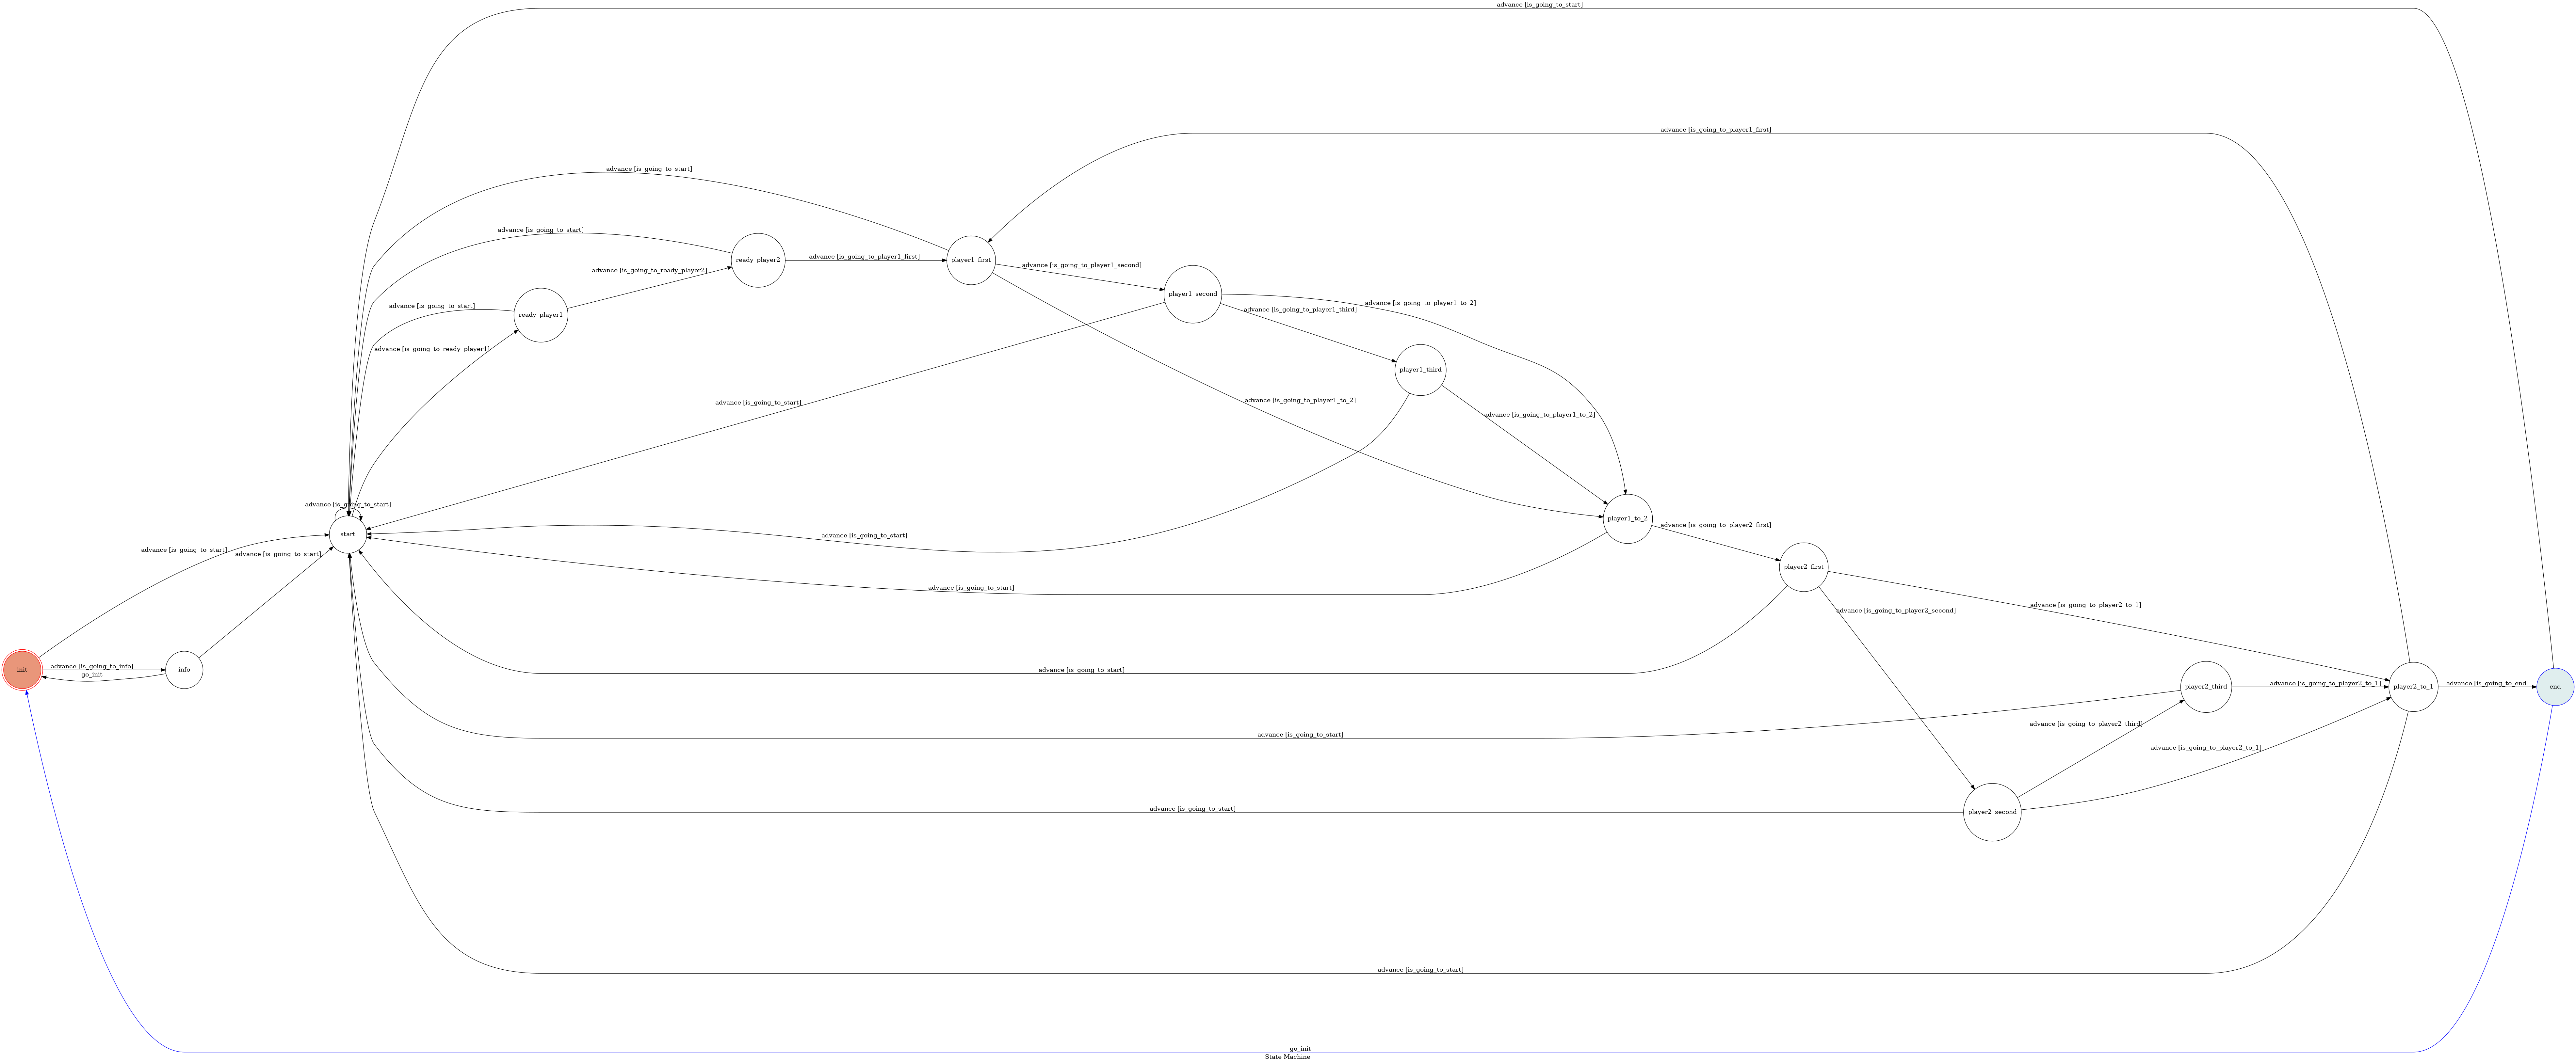 advance [is_going_to_start]
advance [is_going_to_player1_first]
advance [is_going_to_start]
advance [is_going_to_start]
ready_player2
advance [is_going_to_player1_first]
player1_first
advance [is_going_to_player1_second]
advance [is_going_to_ready_player2]
player1_second
advance [is_going_to_player1_to_2]
advance [is_going_to_start]
ready_player1
advance [is_going_to_player1_third]
advance [is_going_to_ready_player1]
player1_third
advance [is_going_to_start]
advance [is_going_to_player1_to_2]
advance [is_going_to_player1_to_2]
advance [is_going_to_start]
player1_to_2
advance [is_going_to_player2_first]
start
advance [is_going_to_start]
advance [is_going_to_start]
advance [is_going_to_start]
player2_first
advance [is_going_to_start]
advance [is_going_to_player2_to_1]
advance [is_going_to_player2_second]
init
advance [is_going_to_info]
info
go_init
advance [is_going_to_start]
player2_third
advance [is_going_to_player2_to_1]
player2_to_1
advance [is_going_to_end]
end
advance [is_going_to_player2_third]
advance [is_going_to_start]
advance [is_going_to_player2_to_1]
advance [is_going_to_start]
player2_second
advance [is_going_to_start]
go_init
State Machine